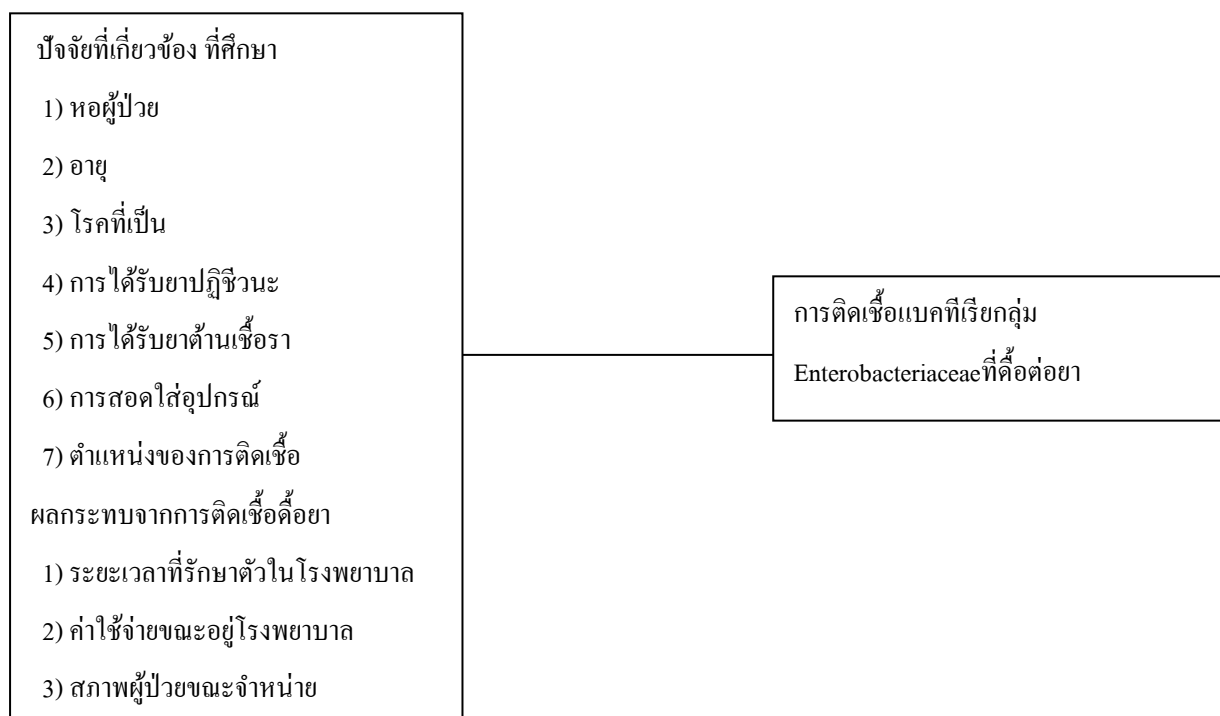 ปัจจัยที่เกี่ยวข้อง ที่ศึกษา
1) หอผู้ป่วย
2) อายุ
3) โรคที่เป็น
4) การได้รับยาปฏิชีวนะ
5) การได้รับยาต้านเชื้อรา
6) การสอดใส่อุปกรณ์
7) ตำแหน่งของการติดเชื้อ
ผลกระทบจากการติดเชื้อดื้อยา
1) ระยะเวลาที่รักษาตัวในโรงพยาบาล
2) ค่าใช้จ่ายขณะอยู่โรงพยาบาล
3) สภาพผู้ป่วยขณะจำหน่าย
การติดเชื้อแบคทีเรียกลุ่ม
Enterobacteriaceaeที่ดื้อต่อยา